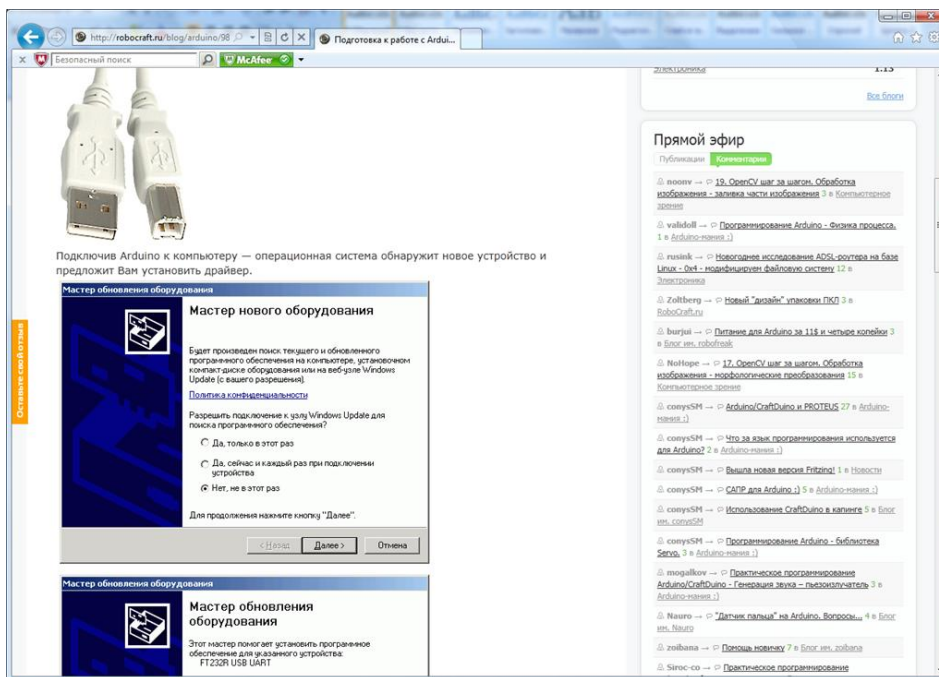 http://robocraft.ru/blog/arduino/98
Подготовка к работе с Ardui...
Безопасный поиск
McAfee
Электроника 1.13
Все блоги
Подключив Arduino к компьютеру — операционная система обнаружит новое устройство и
предложит Вам установить драйвер.
Мастер обновления оборудования
Мастер нового оборудования
Будет произведен поиск текущего и обновленного
программного обеспечения на компьютере, установочном
компакт-диске оборудования или на веб-узле Windows
Update (с вашего разрешения).
Политика конфиденциальности
Разрешить подключение к узлу Windows Update для
поиска программного обеспечения?
Да, только в этот раз
Да, сейчас и каждый раз при подключении
устройства
Нет, не в этот раз
Для продолжения нажмите кнопку "Далее".
< Назад
Далее >
Отмена
Мастер обновления оборудования
Мастер обновления
оборудования
Этот мастер помогает установить программное
обеспечение для указанного устройства:
FT232R USB UART
Оставьте свой отзыв
Прямой эфир
Публикации Комментарии
noonv → 19. OpenCV шаг за шагом. Обработка
изображения - заливка части изображения 3 в Компьютерное
зрение
validoll → Программирование Arduino - Физика процесса.
1 в Arduino-мания :)
rusink → Новогоднее исследование ADSL-роутера на базе
Linux - 0x4 - модифицируем файловую систему 12 в
Электроника
Zoltberg → Новый "дизайн" упаковки ПКЛ 3 в
RoboCraft.ru
burjui → Питание для Arduino за 11$ и четыре копейки 3
в Блог им. robofreak
NoHope → 17. OpenCV шаг за шагом. Обработка
изображения - морфологические преобразования 15 в
Компьютерное зрение
conysSM → Arduino/CraftDuino и PROTEUS 27 в Arduino-
мания :)
conysSM → Что за язык программирования используется
для Arduino? 2 в Arduino-мания :)
conysSM → Вышла новая версия Fritzing! 1 в Новости
conysSM → САПР для Arduino :) 5 в Arduino-мания :)
conysSM → Использование CraftDuino в капинге 5 в Блог
им. conysSM
conysSM → Программирование Arduino - библиотека
Servo. 3 в Arduino-мания :)
mogalkov → Практическое программирование
Arduino/CraftDuino - Генерация звука – пьезоизлучатель 3 в
Arduino-мания :)
Nauro → "Датчик пальца" на Arduino. Вопросы... 4 в Блог
им. Nauro
zoibana → Помощь новичку 7 в Блог им. zoibana
Siroc-co → Практическое программирование